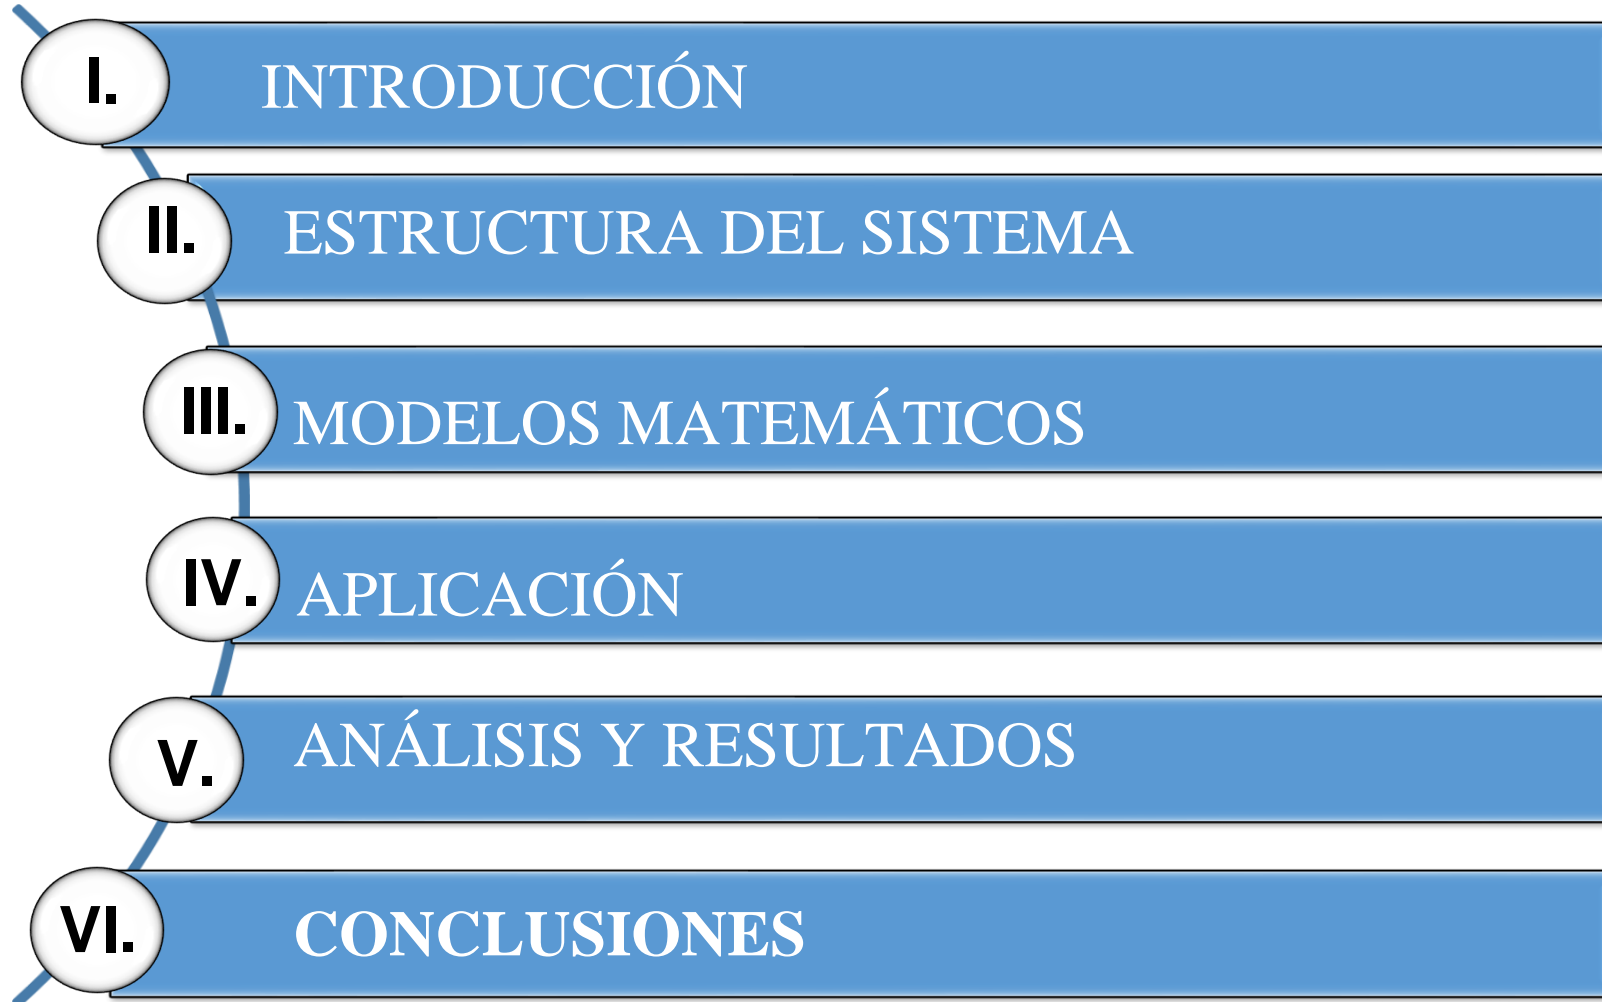 I. INTRODUCCIÓN
II. ESTRUCTURA DEL SISTEMA
III. MODELOS MATEMÁTICOS
IV. APLICACIÓN
V. ANÁLISIS Y RESULTADOS
VI. CONCLUSIONES